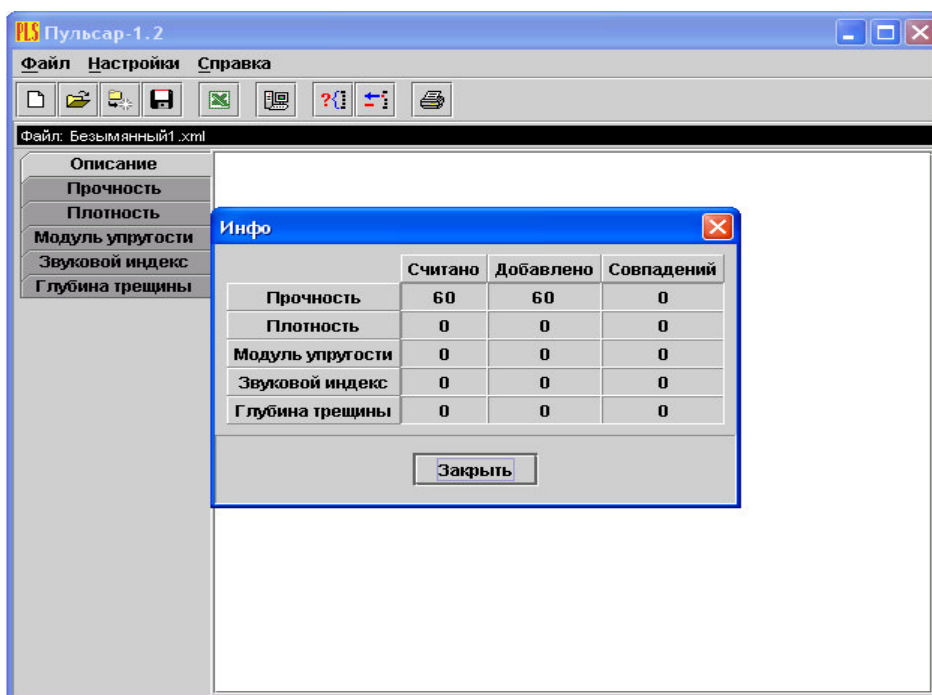 PLS Пульсар-1.2
Файл Настройки Справка
Файл: Безымянный1.xml
Описание
Прочность
Плотность
Модуль упругости
Звуковой индекс
Глубина трещины
Инфо
Считано Добавлено Совпадений
Прочность 60 60 0
Плотность 0 0 0
Модуль упругости 0 0 0
Звуковой индекс 0 0 0
Глубина трещины 0 0 0
Закрыть